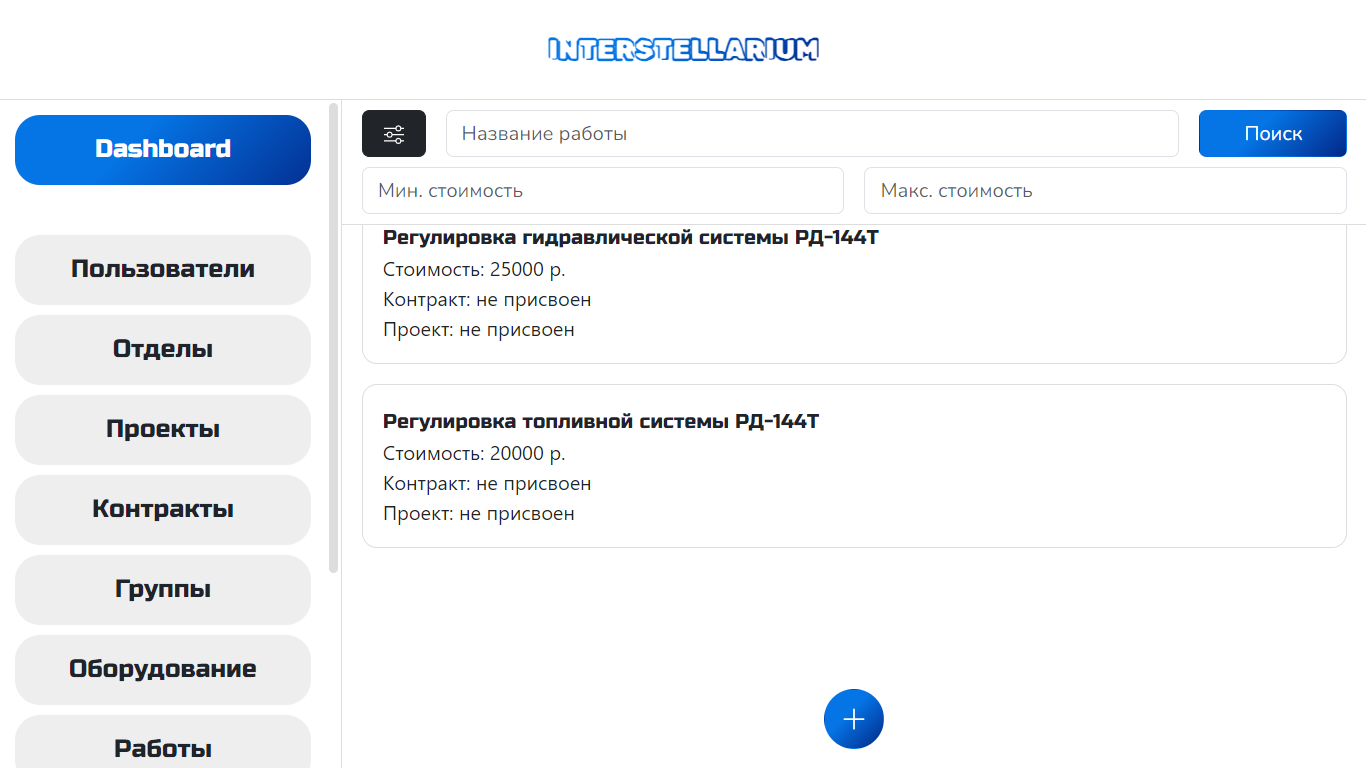 INTERSTELLARIUM
Dashboard
Пользователи
Отделы
Проекты
Контракты
Группы
Оборудование
Работы
Название работы
Поиск
Мин. стоимость
Макс. стоимость
Регулировка гидравлической системы РД-144Т
Стоимость: 25000 р.
Контракт: не присвоен
Проект: не присвоен
Регулировка топливной системы РД-144Т
Стоимость: 20000 р.
Контракт: не присвоен
Проект: не присвоен